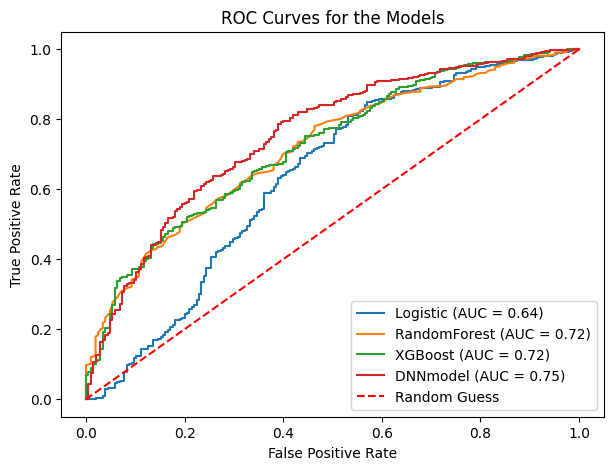 ROC Curves for the Models
True Positive Rate
1.0
0.8
0.6
0.4
0.2
0.0
0.0 0.2 0.4 0.6 0.8 1.0
False Positive Rate
Logistic (AUC = 0.64)
RandomForest (AUC = 0.72)
XGBoost (AUC = 0.72)
DNNmodel (AUC = 0.75)
Random Guess